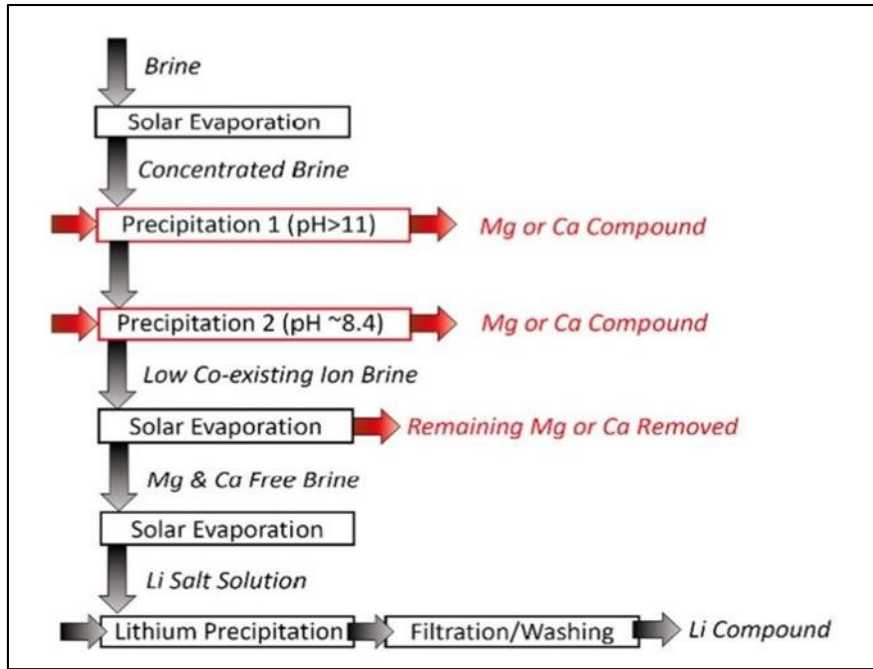 Brine
Solar Evaporation
Concentrated Brine
Precipitation 1 (pH>11)
Mg or Ca Compound
Precipitation 2 (pH ~8.4)
Mg or Ca Compound
Low Co-existing Ion Brine
Solar Evaporation
Remaining Mg or Ca Removed
Mg & Ca Free Brine
Solar Evaporation
Li Salt Solution
Lithium Precipitation
Filtration/Washing
Li Compound